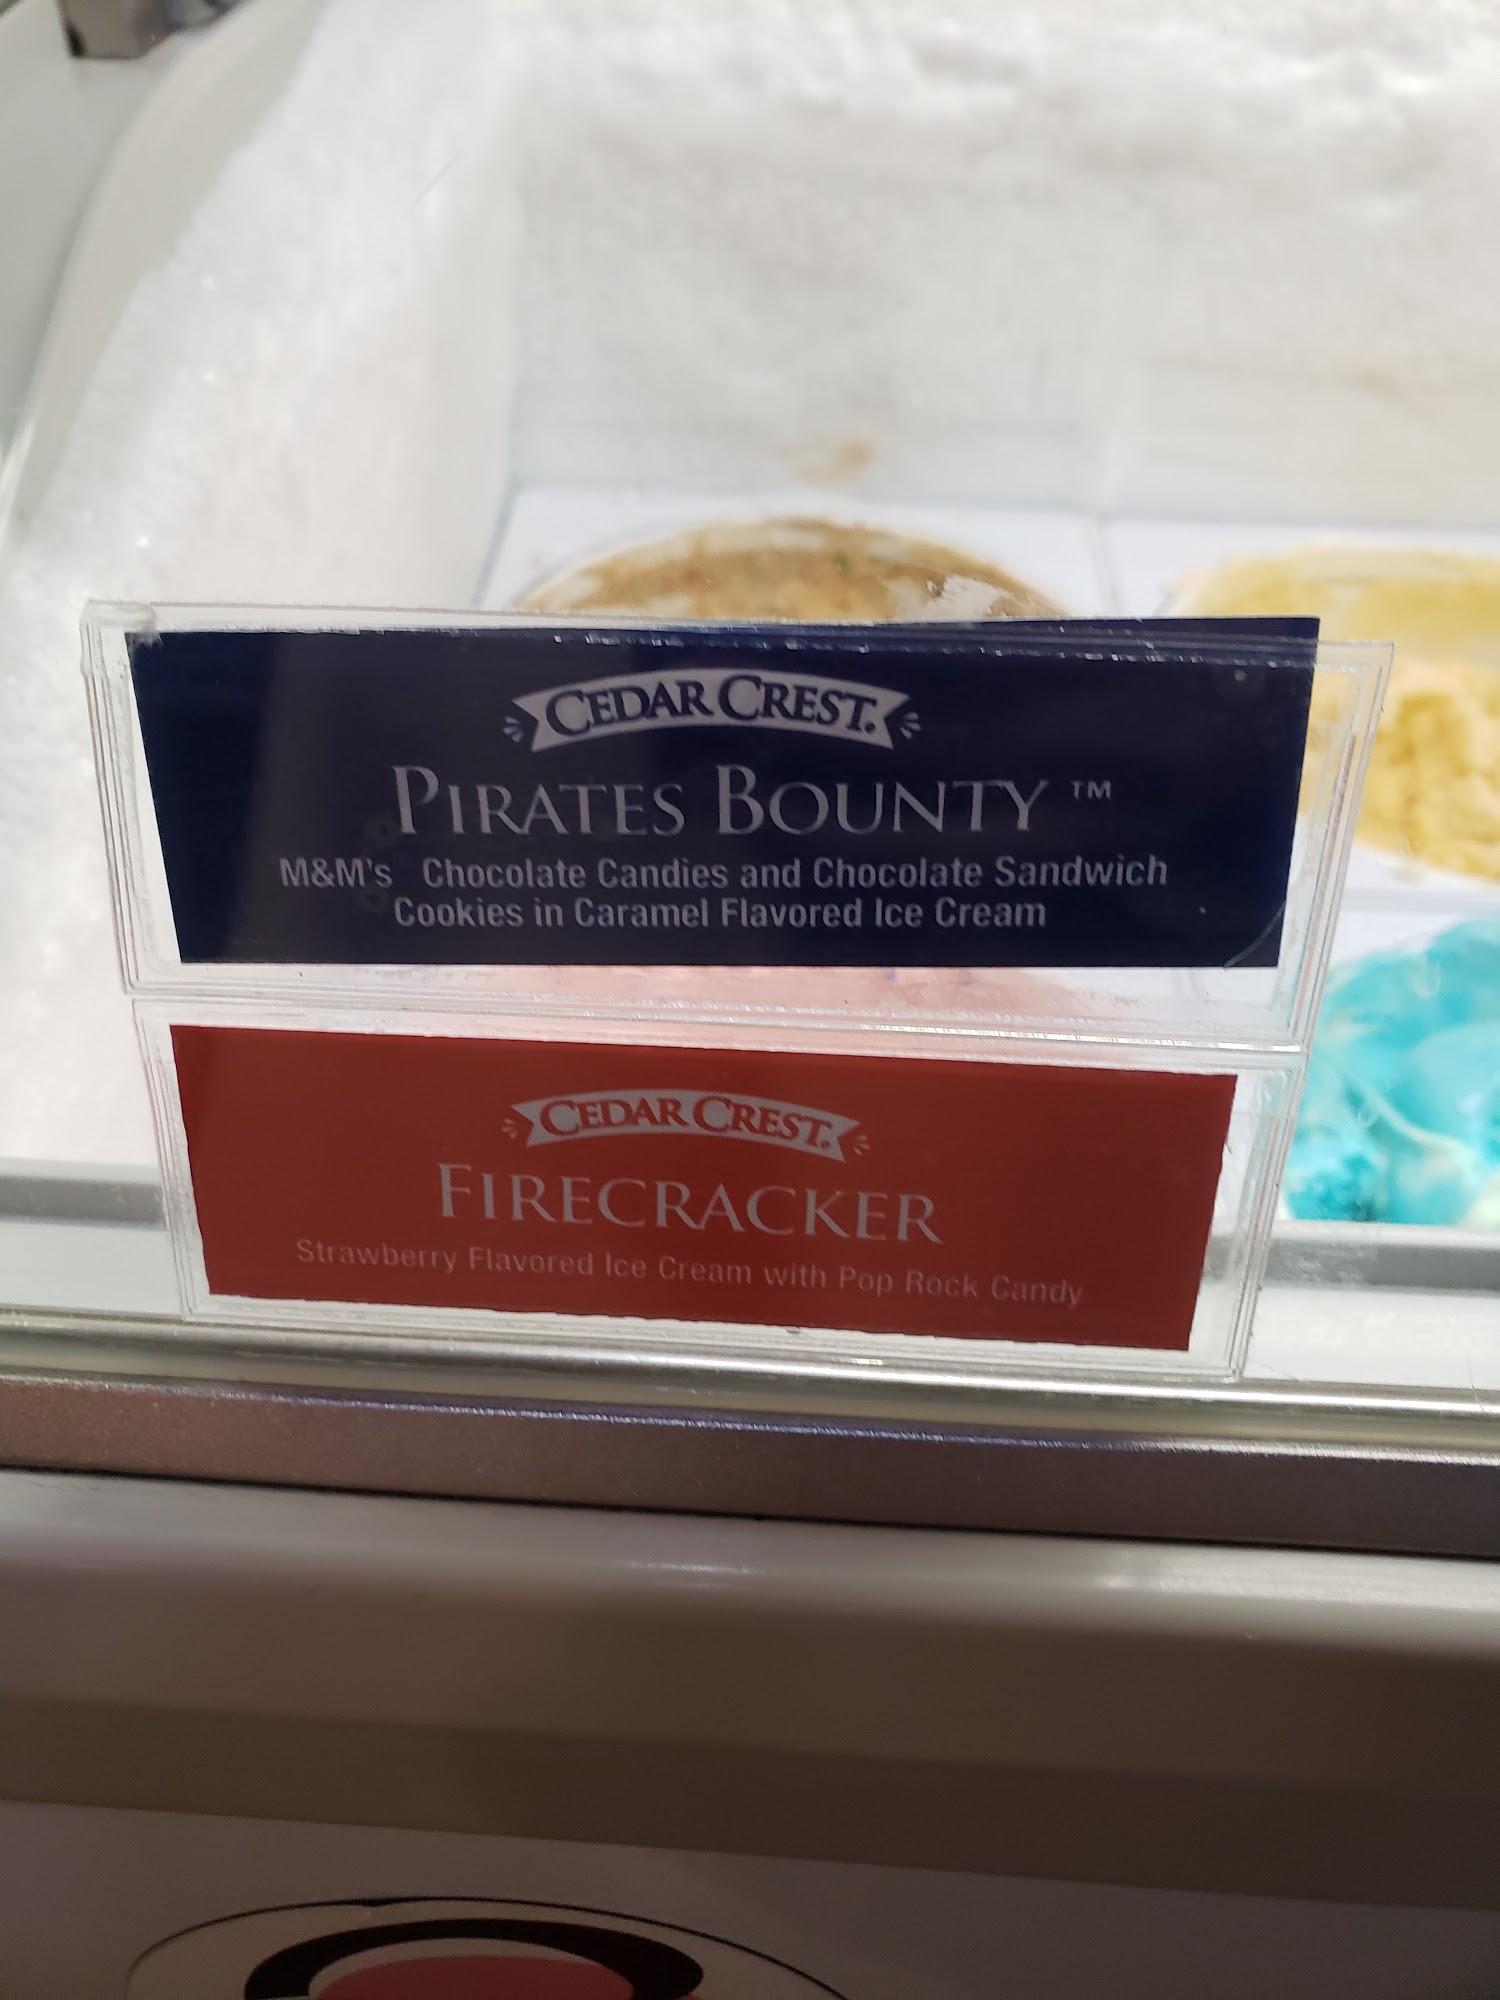 CEDAR CREST.
PIRATES BOUNTY ™
M&M's Chocolate Candies and Chocolate Sandwich
Cookies in Caramel Flavored Ice Cream
CEDAR CREST.
FIRECRACKER
Strawberry Flavored Ice Cream with Pop Rock Candy